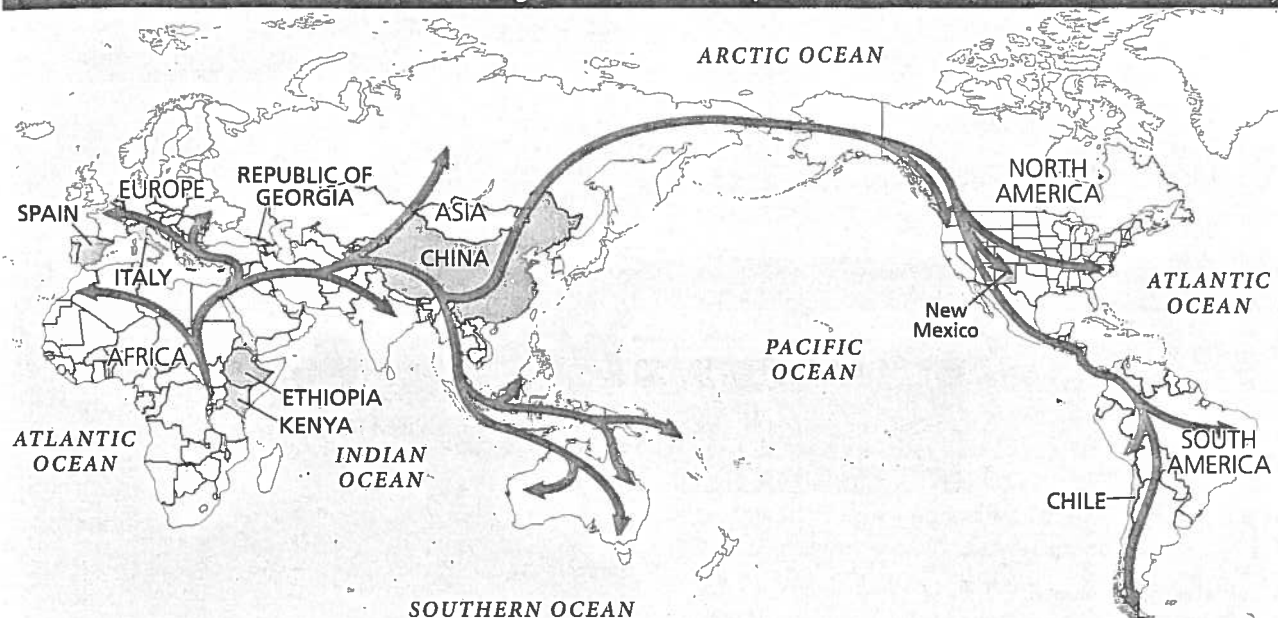 ARCTIC OCEAN
NORTH
AMERICA
EUROPE
REPUBLIC OF
GEORGIA
SPAIN
ASIA
CHINA
ITALY
ATLANTIC
OCEAN
New
Mexico
PACIFIC
OCEAN
AFRICA
ETHIOPIA
KENYA
ATLANTIC
OCEAN
INDIAN
OCEAN
SOUTH
AMERICA
CHILE
SOUTHERN OCEAN